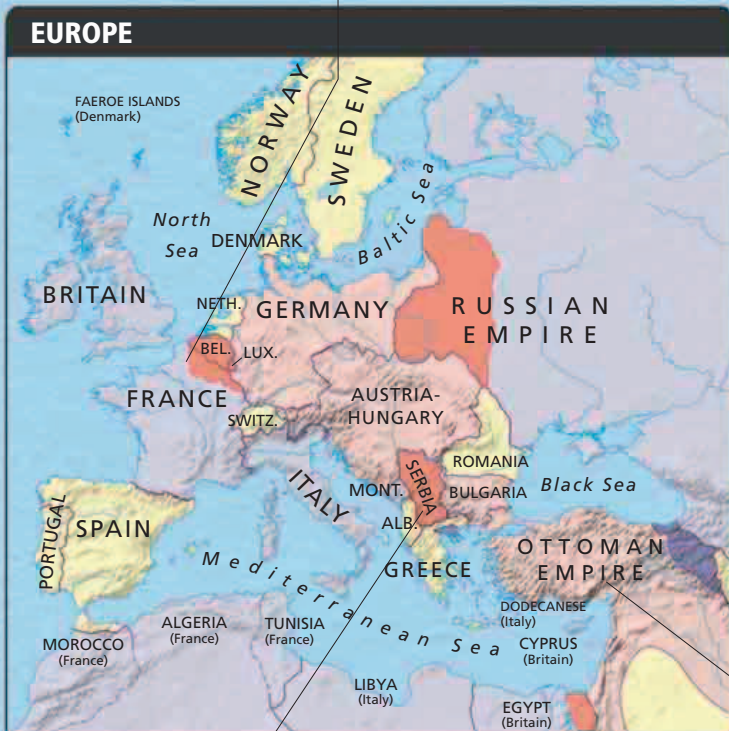 EUROPE
FAEROE ISLANDS
(Denmark)
NORWAY
SWEDEN
North
Sea
DENMARK
Baltic Sea
BRITAIN
NETH.
GERMANY
RUSSIAN
EMPIRE
BEL.
LUX.
FRANCE
AUSTRIA-
HUNGARY
SWITZ.
ROMANIA
ITALY
MONT.
SERBIA
BULGARIA
Black Sea
PORTUGAL
SPAIN
ALB.
OTTOMAN
EMPIRE
GREECE
Mediterranean Sea
DODECANESE
(Italy)
MOROCCO
(France)
ALGERIA
(France)
TUNISIA
(France)
CYPRUS
(Britain)
LIBYA
(Italy)
EGYPT
(Britain)